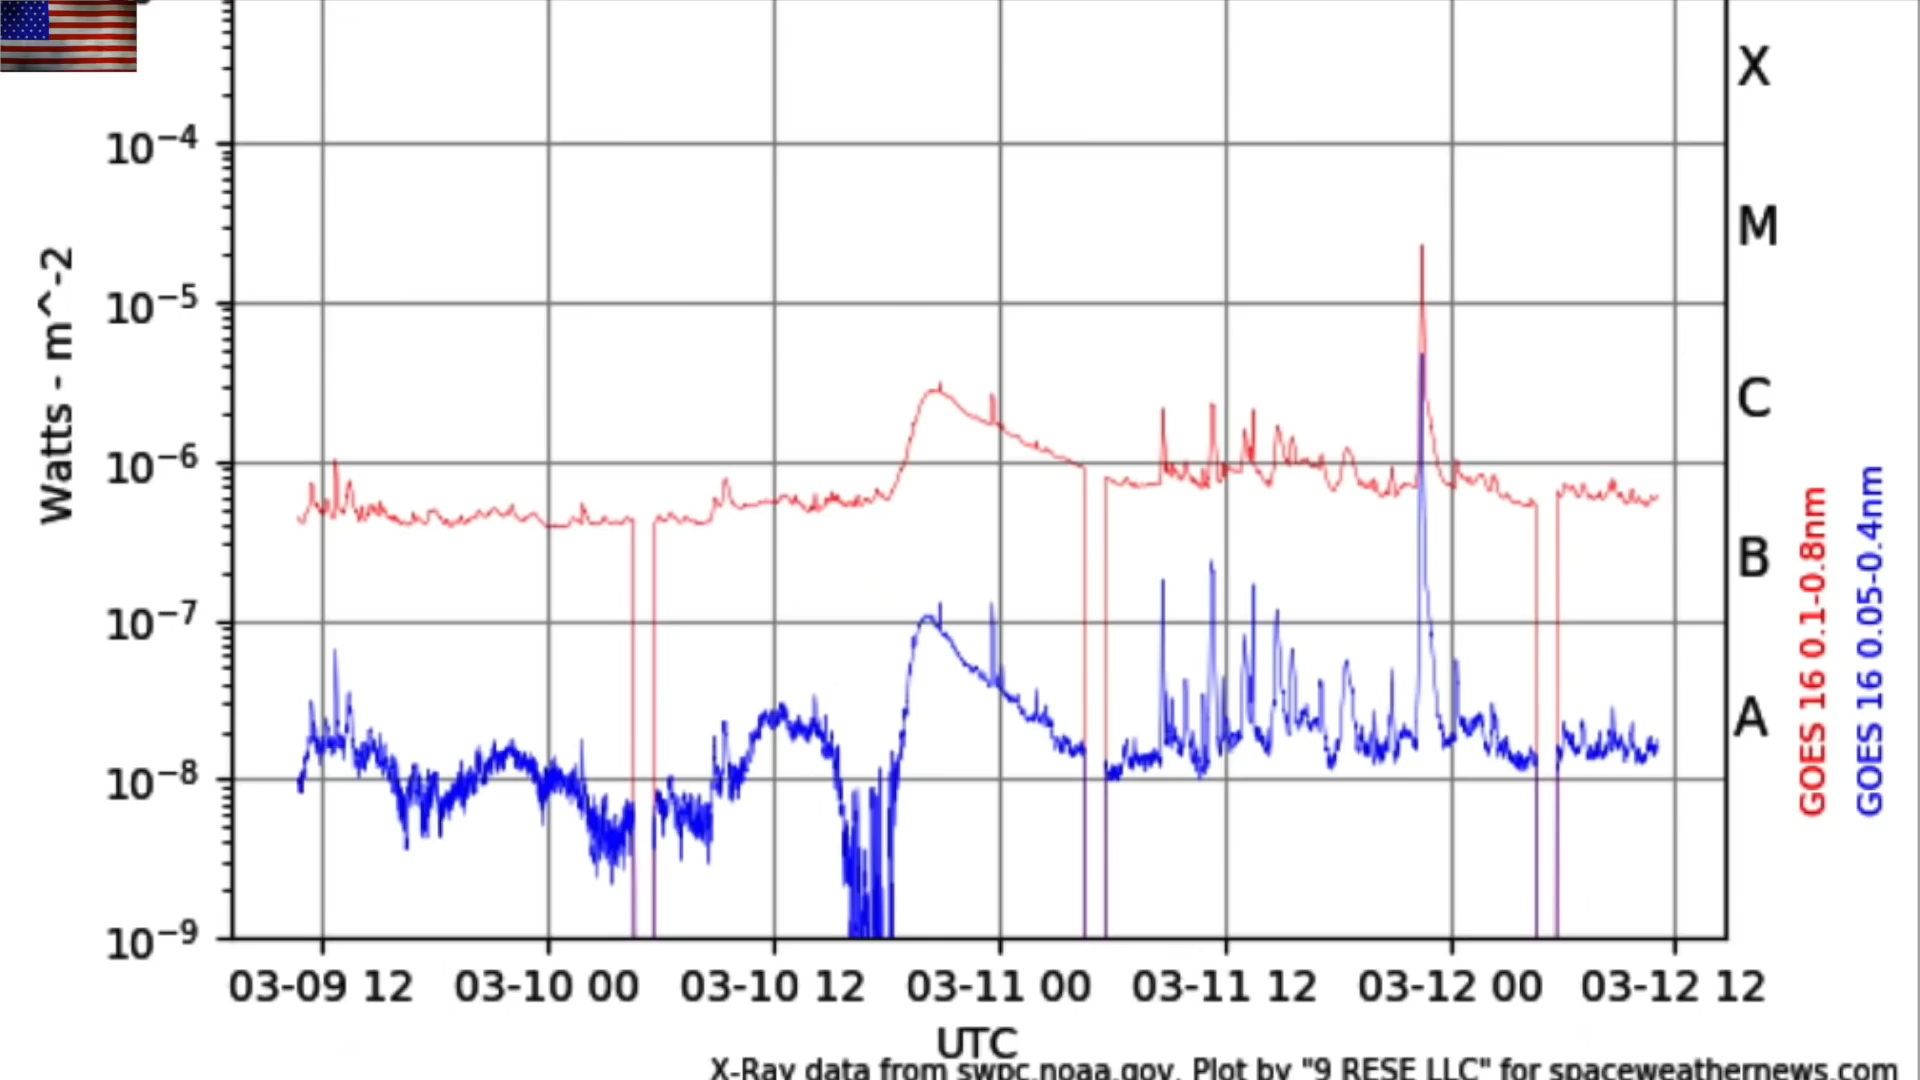 X
10⁻⁴
M
10⁻⁵
C
10⁻⁶
B
10⁻⁷
A
10⁻⁸
10⁻⁹
Watts - m^-2
GOES 16 0.1-0.8nm
GOES 16 0.05-0.4nm
03-09 12 03-10 00 03-10 12 03-11 00 03-11 12 03-12 00 03-12 12
UTC
X-Ray data from swpc.noaa.gov. Plot by "9 RESE LLC" for spaceweathernews.com